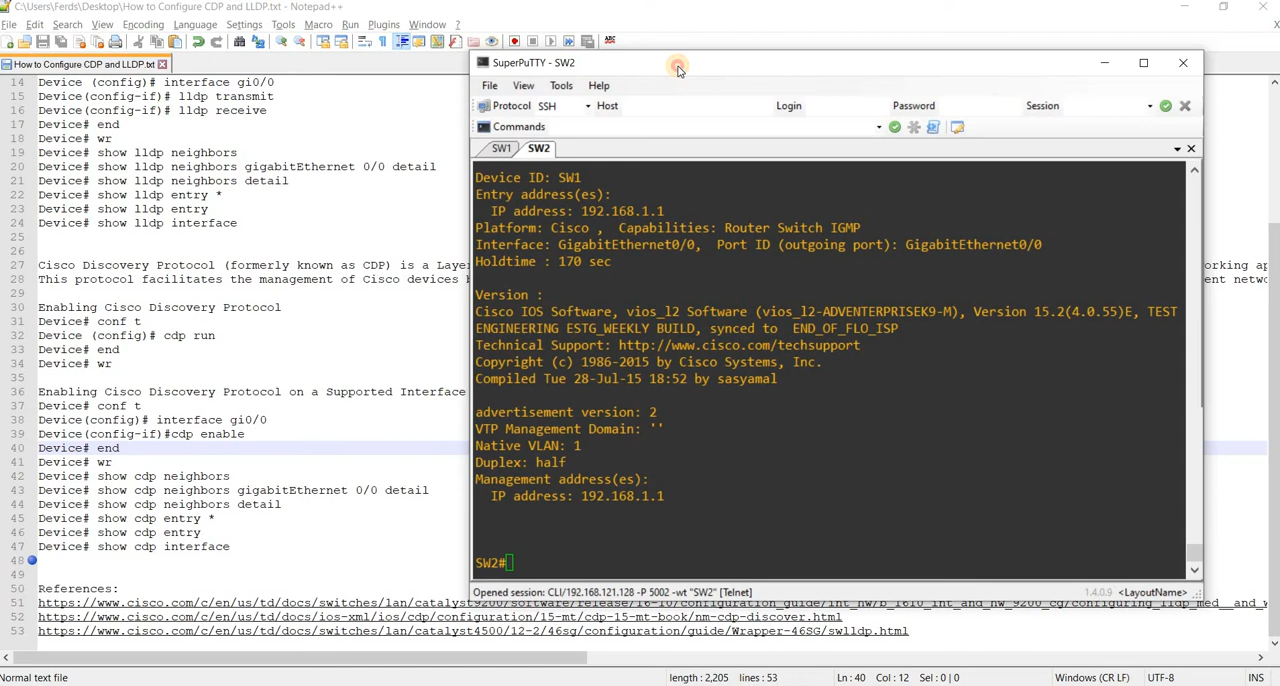 C:\Users\Ferds\Desktop\How to Configure CDP and LLDP.txt - Notepad++
File Edit Search View Encoding Language Settings Tools Macro Run Plugins Window ? X
How to Configure CDP and LLDP.txt
14 Device (config)# interface gi0/0
15 Device(config-if)# lldp transmit
16 Device(config-if)# lldp receive
17 Device# end
18 Device# wr
19 Device# show lldp neighbors
20 Device# show lldp neighbors gigabitEthernet 0/0 detail
21 Device# show lldp neighbors detail
22 Device# show lldp entry *
23 Device# show lldp entry
24 Device# show lldp interface
25
26
27 Cisco Discovery Protocol (formerly known as CDP) is a Laye
28 This protocol facilitates the management of Cisco devices
29
30 Enabling Cisco Discovery Protocol
31 Device# conf t
32 Device (config)# cdp run
33 Device# end
34 Device# wr
35
36 Enabling Cisco Discovery Protocol on a Supported Interface
37 Device# conf t
38 Device(config)# interface gi0/0
39 Device(config-if)#cdp enable
40 Device# end
41 Device# wr
42 Device# show cdp neighbors
43 Device# show cdp neighbors gigabitEthernet 0/0 detail
44 Device# show cdp neighbors detail
45 Device# show cdp entry *
46 Device# show cdp entry
47 Device# show cdp interface
48
49
50 References:
51 https://www.cisco.com/c/en/us/td/docs/switches/lan/catalyst9200/software/release/16-10/configuration_guide/int_hw/b_1610_int_and_hw_9200_cg/configuring_lldp_med__and_w
52 https://www.cisco.com/c/en/us/td/docs/ios-xml/ios/cdp/configuration/15-mt/cdp-15-mt-book/nm-cdp-discover.html
53 https://www.cisco.com/c/en/us/td/docs/switches/lan/catalyst4500/12-2/46sg/configuration/guide/Wrapper-46SG/swlldp.html
orking ap
ent netwo
SuperPuTTY - SW2
File View Tools Help
Protocol SSH Host Login Password Session
Commands
SW1 SW2
Device ID: SW1
Entry address(es):
IP address: 192.168.1.1
Platform: Cisco , Capabilities: Router Switch IGMP
Interface: GigabitEthernet0/0, Port ID (outgoing port): GigabitEthernet0/0
Holdtime : 170 sec
Version :
Cisco IOS Software, vios_l2 Software (vios_l2-ADVENTERPRISEK9-M), Version 15.2(4.0.55)E, TEST
ENGINEERING ESTG_WEEKLY BUILD, synced to END_OF_FLO_ISP
Technical Support: http://www.cisco.com/techsupport
Copyright (c) 1986-2015 by Cisco Systems, Inc.
Compiled Tue 28-Jul-15 18:52 by sasyamal
advertisement version: 2
VTP Management Domain: ''
Native VLAN: 1
Duplex: half
Management address(es):
IP address: 192.168.1.1
SW2#
Opened session: CLI/192.168.121.128 -P 5002 -wt "SW2" [Telnet] 1.4.0.9 <LayoutName>
Normal text file length : 2,205 lines : 53 Ln : 40 Col : 12 Sel : 0 | 0 Windows (CR LF) UTF-8 INS